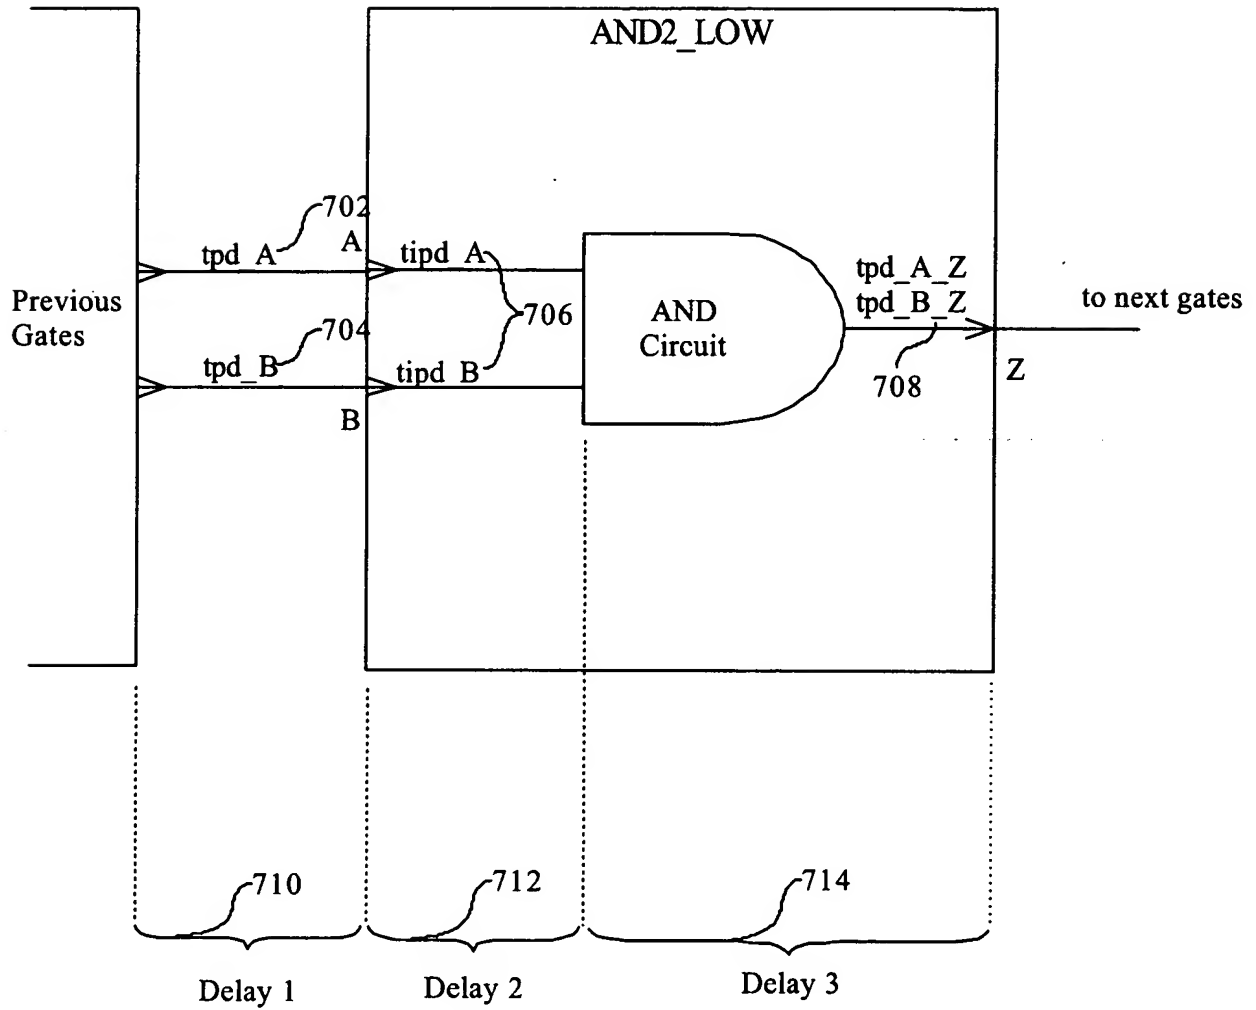 AND2_LOW
702
tpd_A
A
tipd_A
tpd_A_Z
tpd_B_Z
to next gates
Previous
Gates
704
706
AND
Circuit
708
Z
tpd_B
tipd_B
B
710
712
714
Delay 1
Delay 2
Delay 3